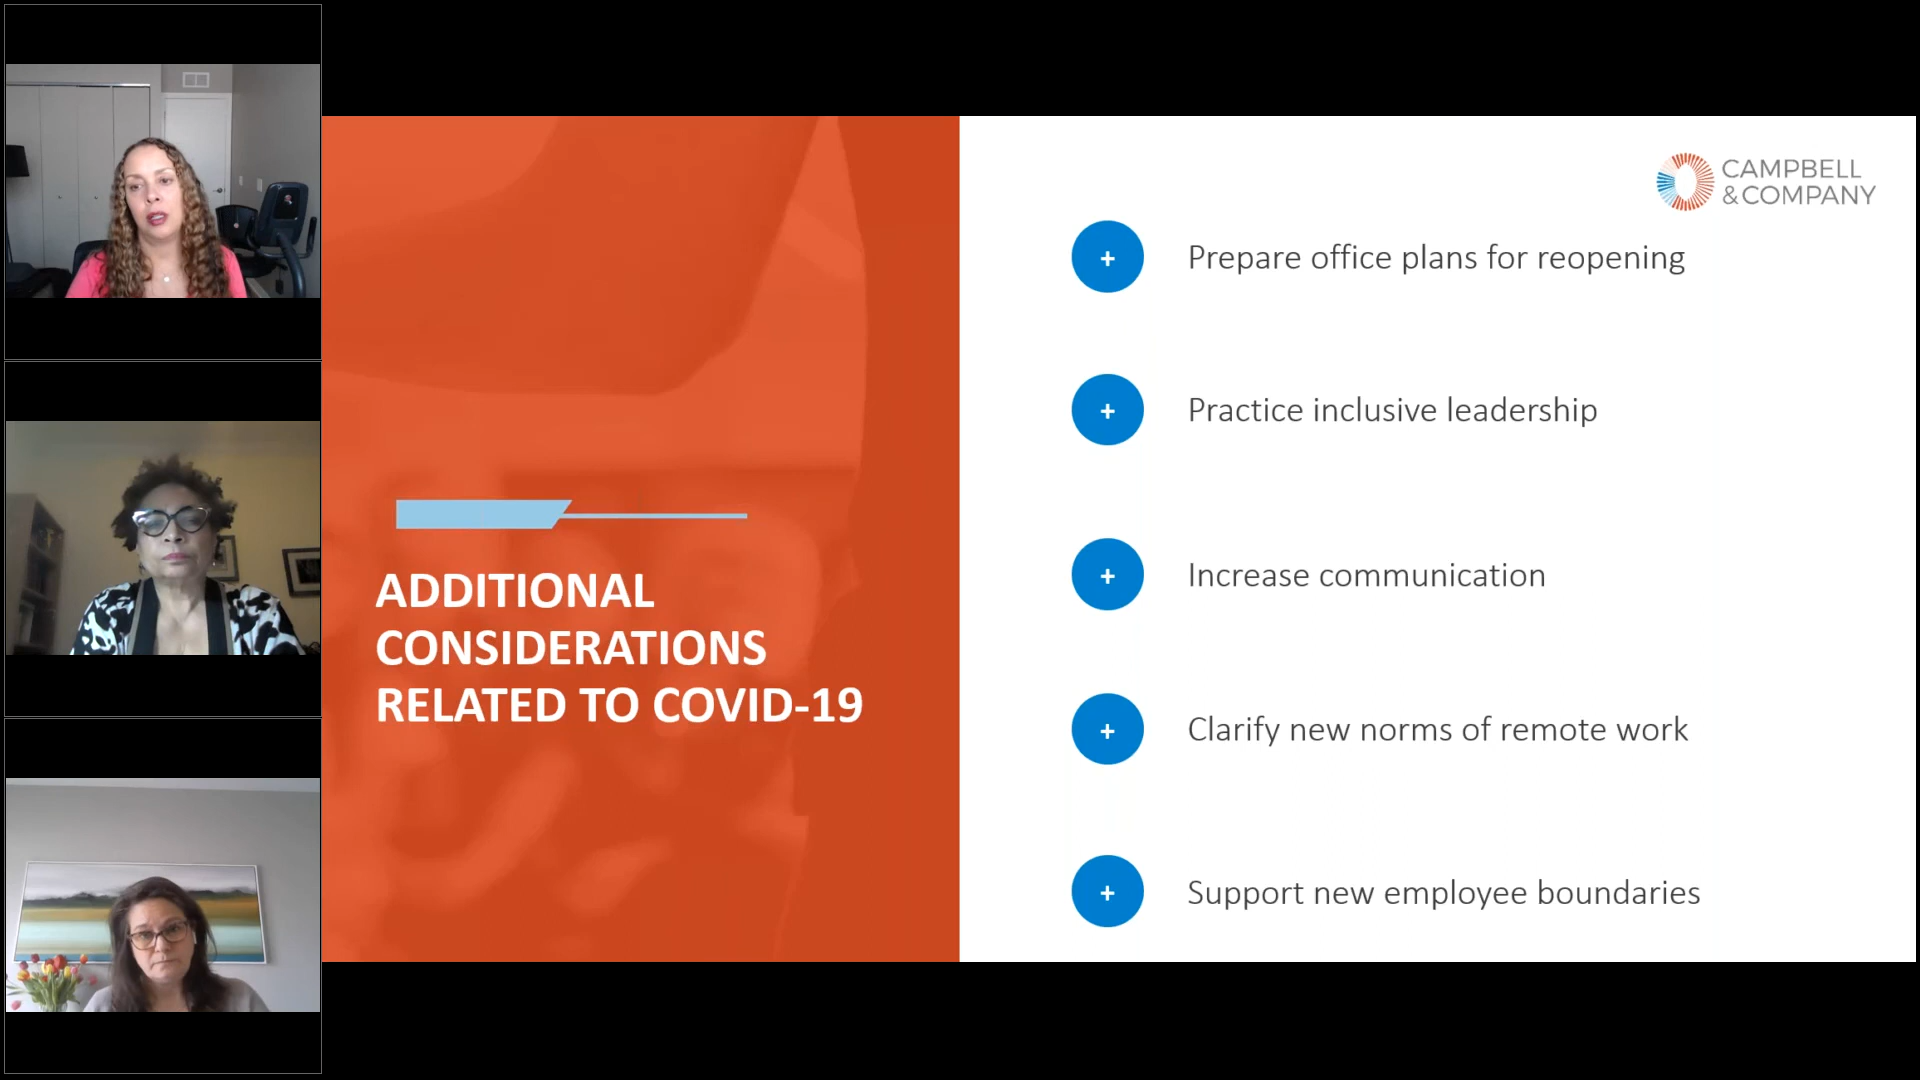 ADDITIONAL
CONSIDERATIONS
RELATED TO COVID-19
CAMPBELL
& COMPANY
+ Prepare office plans for reopening
+ Practice inclusive leadership
+ Increase communication
+ Clarify new norms of remote work
+ Support new employee boundaries